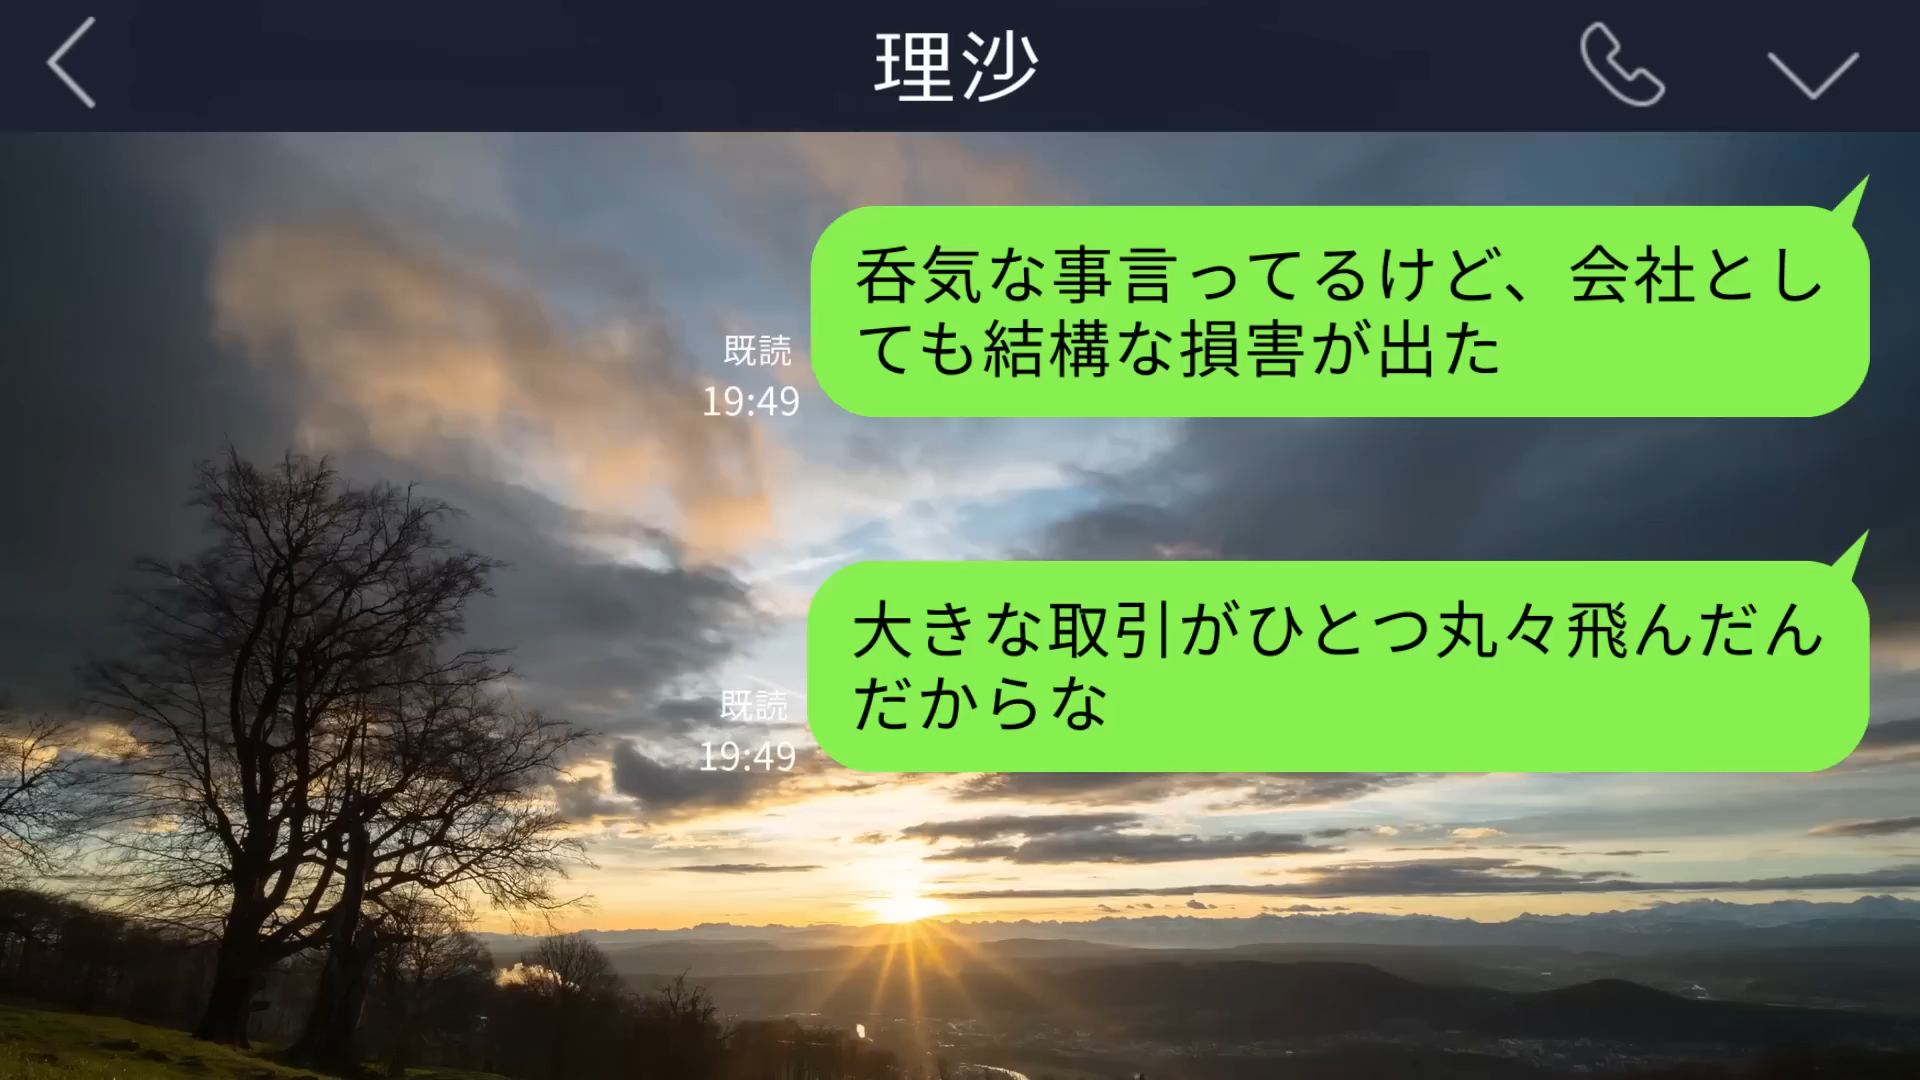 理沙
呑気な事言ってるけど、会社とし
ても結構な損害が出た
既読
19:49
大きな取引がひとつ丸々飛んだん
だからな
既読
19:49